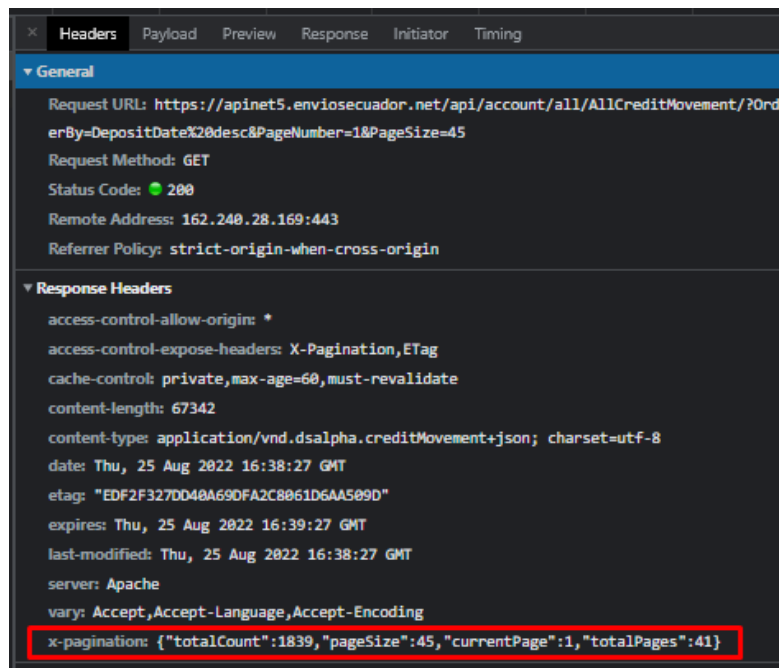 × Headers Payload Preview Response Initiator Timing
▼ General
Request URL: https://apinet5.enviosecuador.net/api/account/all/AllCreditMovement/?Ord
erBy=DepositDate%20desc&PageNumber=1&PageSize=45
Request Method: GET
Status Code: 200
Remote Address: 162.240.28.169:443
Referrer Policy: strict-origin-when-cross-origin
▼ Response Headers
access-control-allow-origin: *
access-control-expose-headers: X-Pagination,ETag
cache-control: private,max-age=60,must-revalidate
content-length: 67342
content-type: application/vnd.dsalpha.creditMovement+json; charset=utf-8
date: Thu, 25 Aug 2022 16:38:27 GMT
etag: "EDF2F327DD40A69DFA2C8061D6AA509D"
expires: Thu, 25 Aug 2022 16:39:27 GMT
last-modified: Thu, 25 Aug 2022 16:38:27 GMT
server: Apache
vary: Accept,Accept-Language,Accept-Encoding
x-pagination: {"totalCount":1839,"pageSize":45,"currentPage":1,"totalPages":41}